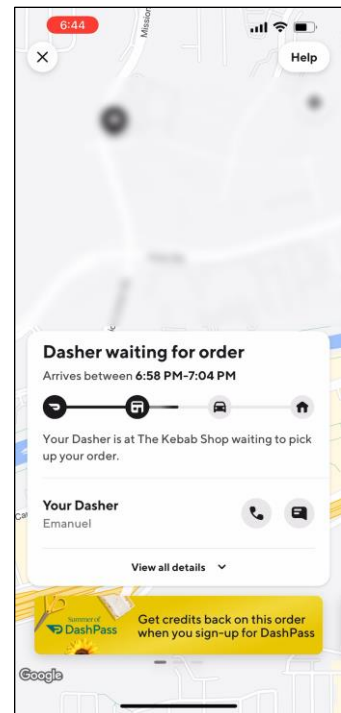 6:44
Mission
Help
Dasher waiting for order
Arrives between 6:58 PM-7:04 PM
Your Dasher is at The Kebab Shop waiting to pick
up your order.
Your Dasher
Emanuel
View all details
Summer of
DashPass
Get credits back on this order
when you sign-up for DashPass
Google